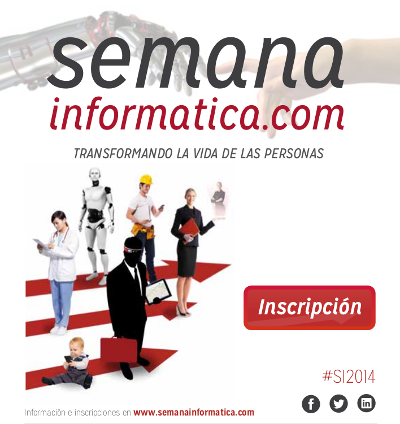 semana
informatica.com
TRANSFORMANDO LA VIDA DE LAS PERSONAS
Inscripción
#SI2014
Información e inscripciones en www.semanainformatica.com